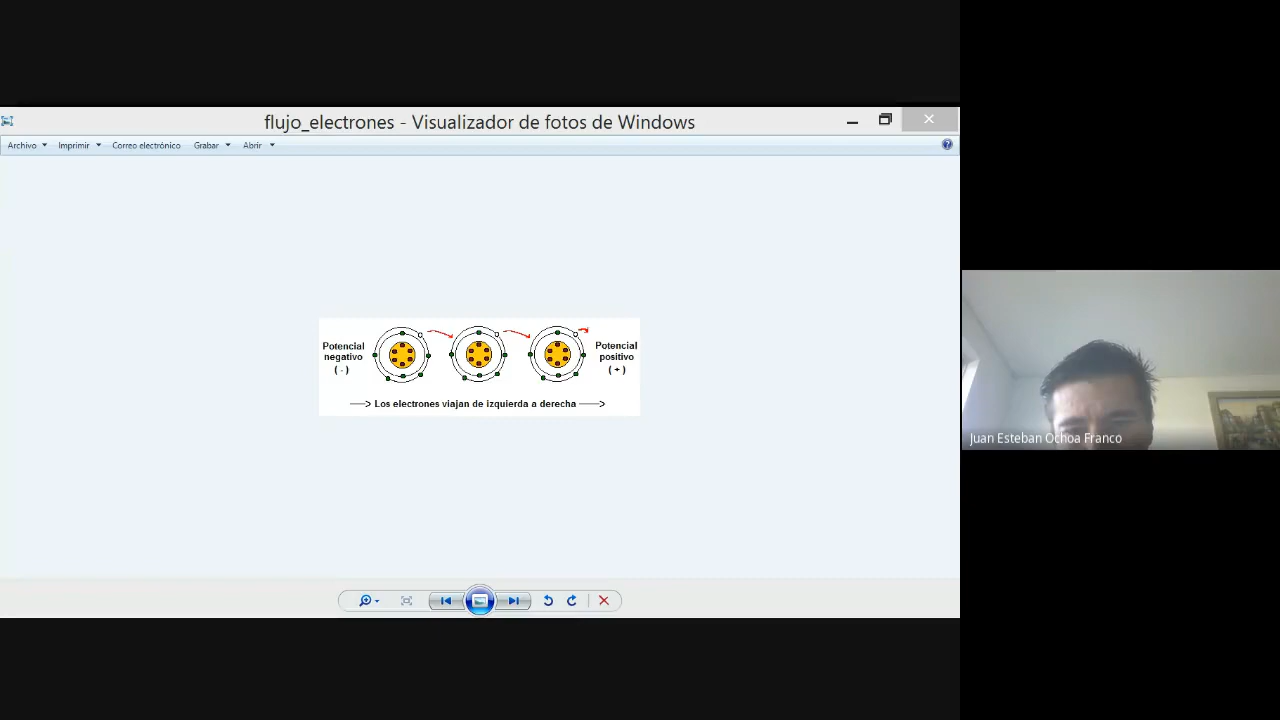 flujo_electrones - Visualizador de fotos de Windows
Archivo Imprimir Correo electrónico Grabar Abrir
Potencial
negativo
( - )
Potencial
positivo
( + )
---> Los electrones viajan de izquierda a derecha --->
Juan Esteban Ochoa Franco